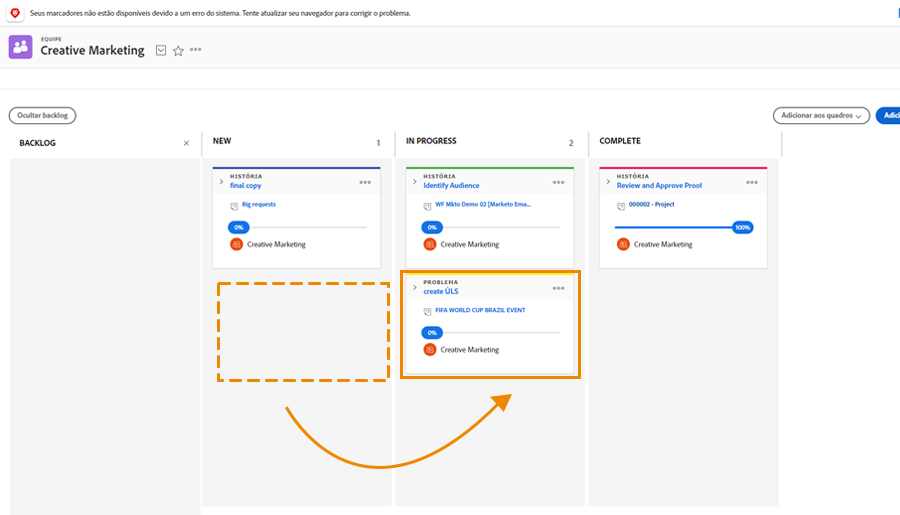 Seus marcadores não estão disponíveis devido a um erro do sistema. Tente atualizar seu navegador para corrigir o problema.
EQUIPE
Creative Marketing
Ocultar backlog
Adicionar aos quadros
Adici
BACKLOG
NEW 1
IN PROGRESS 2
COMPLETE
HISTÓRIA
final copy
Big requests
0%
Creative Marketing
HISTÓRIA
Identify Audience
WF Mkto Demo 02 [Marketo Ema...
0%
Creative Marketing
PROBLEMA
create ÚLS
FIFA WORLD CUP BRAZIL EVENT
0%
Creative Marketing
HISTÓRIA
Review and Approve Proof
000002 - Project
100%
Creative Marketing